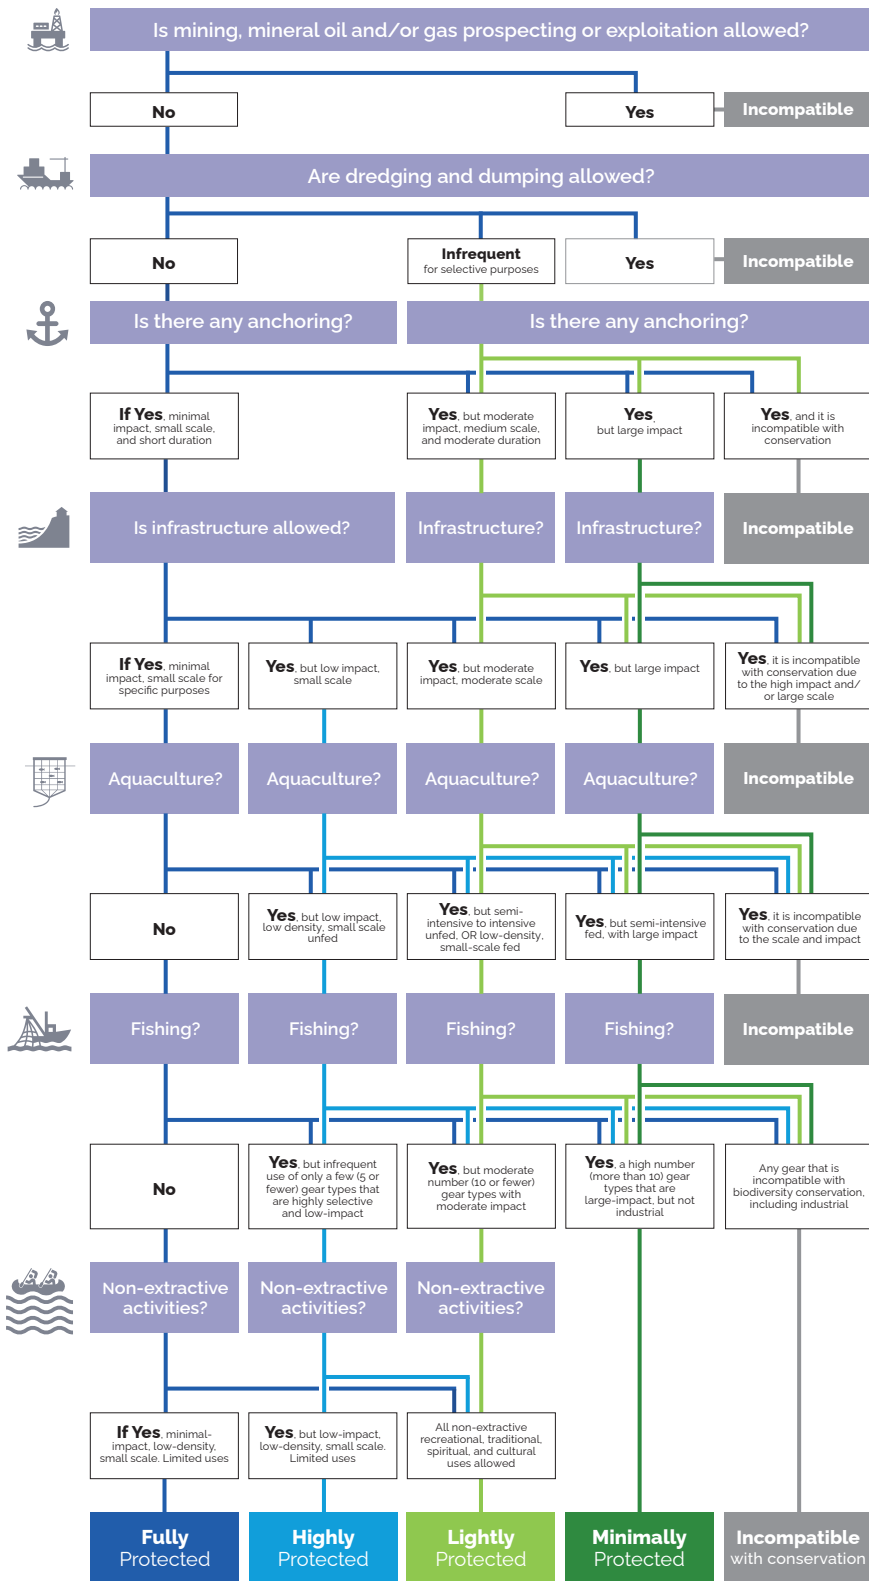 Is mining, mineral oil and/or gas prospecting or exploitation allowed?
No
Yes
Incompatible
Are dredging and dumping allowed?
No
Infrequent
for selective purposes
Yes
Incompatible
Is there any anchoring?
Is there any anchoring?
If Yes, minimal
impact, small scale,
and short duration
Yes, but moderate
impact, medium scale,
and moderate duration
Yes,
but large impact
Yes, and it is
incompatible with
conservation
Is infrastructure allowed?
Infrastructure?
Infrastructure?
Incompatible
If Yes, minimal
impact, small scale for
specific purposes
Yes, but low impact,
small scale
Yes, but moderate
impact, moderate scale
Yes, but large impact
Yes, it is incompatible
with conservation due
to the high impact and/
or large scale
Aquaculture?
Aquaculture?
Aquaculture?
Aquaculture?
Incompatible
No
Yes, but low impact,
low density, small scale
unfed
Yes, but semi-
intensive to intensive
unfed, OR low-density,
small-scale fed
Yes, but semi-intensive
fed, with large impact
Yes, it is incompatible
with conservation due
to the scale and impact
Fishing?
Fishing?
Fishing?
Fishing?
Incompatible
No
Yes, but infrequent
use of only a few (5 or
fewer) gear types that
are highly selective
and low-impact
Yes, but moderate
number (10 or fewer)
gear types with
moderate impact
Yes, a high number
(more than 10) gear
types that are
large-impact, but not
industrial
Any gear that is
incompatible with
biodiversity conservation,
including industrial
Non-extractive
activities?
Non-extractive
activities?
Non-extractive
activities?
If Yes, minimal-
impact, low-density,
small scale. Limited uses
Yes, but low-impact,
low-density, small scale.
Limited uses
All non-extractive
recreational, traditional,
spiritual, and cultural
uses allowed
Fully
Protected
Highly
Protected
Lightly
Protected
Minimally
Protected
Incompatible
with conservation